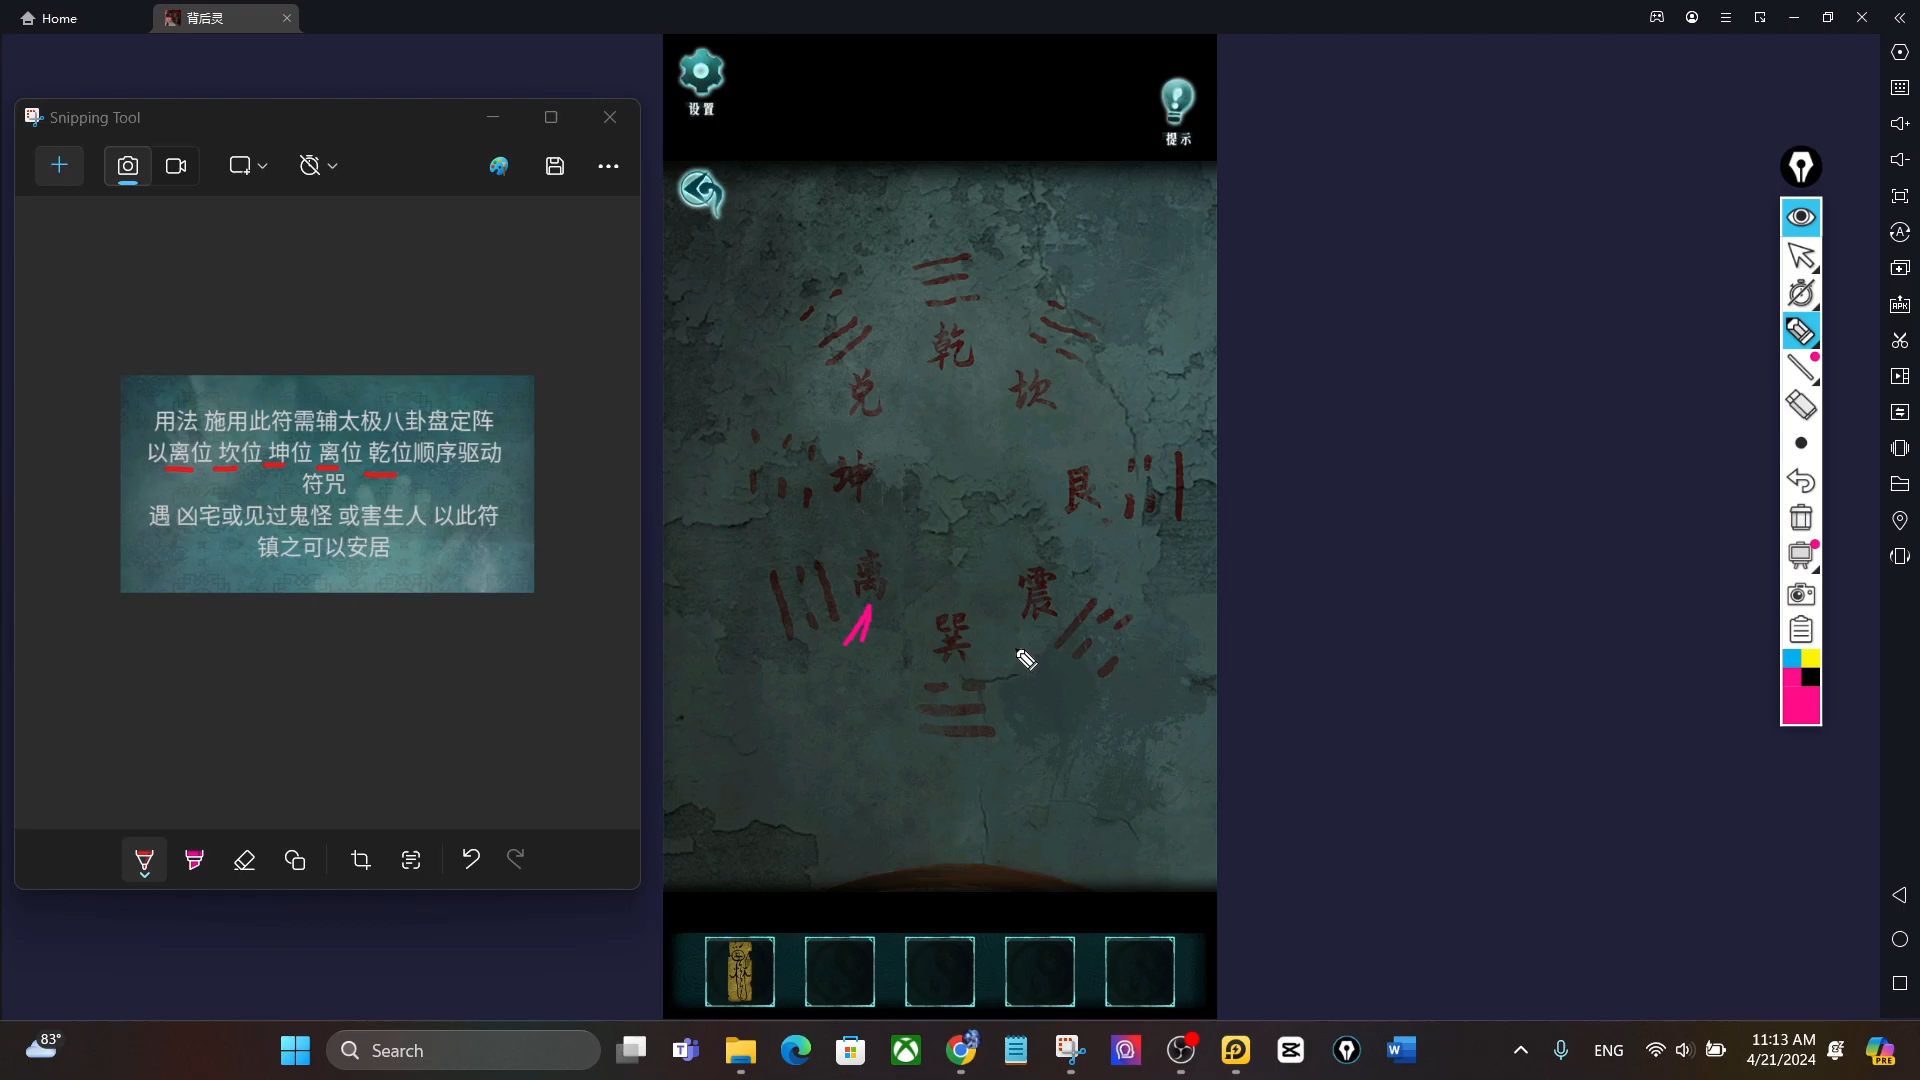 Home
背后灵
Snipping Tool
用法 施用此符需辅太极八卦盘定阵
以离位 坎位 坤位 离位 乾位顺序驱动
符咒
遇 凶宅或见过鬼怪 或害生人 以此符
镇之可以安居
设置
提示
乾
兑
坎
坤
艮
离
震
巽
APK
83°
Search
ENG
11:13 AM
4/21/2024
PRE